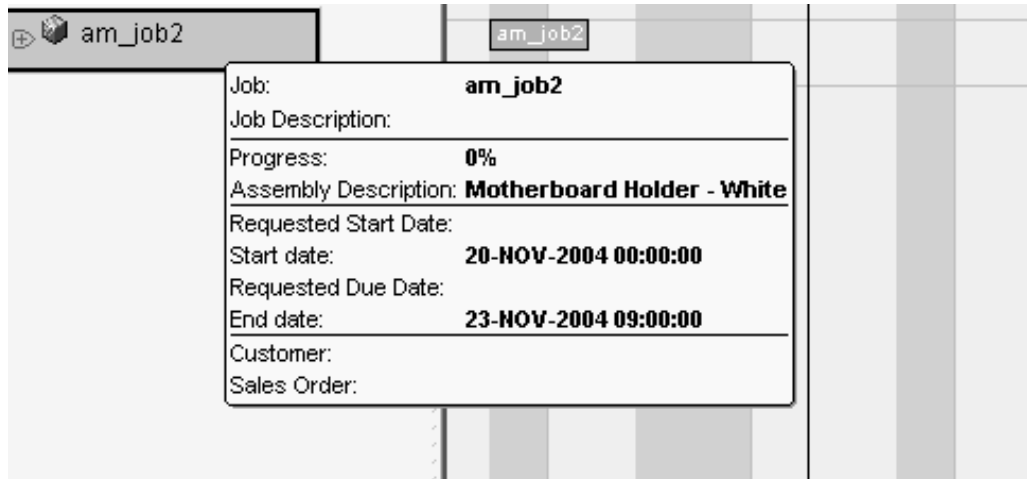 am_job2
am_job2
Job: am_job2
Job Description:
Progress: 0%
Assembly Description: Motherboard Holder - White
Requested Start Date:
Start date: 20-NOV-2004 00:00:00
Requested Due Date:
End date: 23-NOV-2004 09:00:00
Customer:
Sales Order: